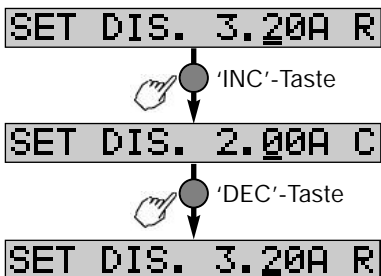 SET DIS. 3.20A R
'INC'-Taste
SET DIS. 2.00A C
'DEC'-Taste
SET DIS. 3.20A R